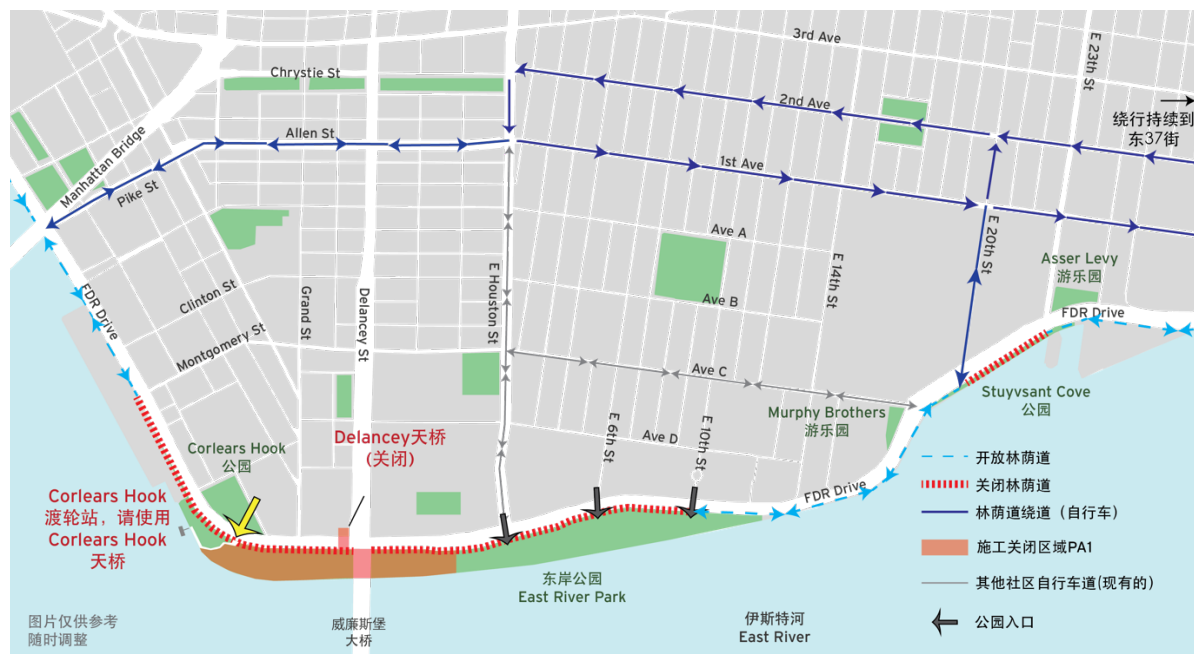 3rd Ave
E 23th St
Chrystie St
2nd Ave
绕行持续到
东37街
Manhattan Bridge
Allen St
1st Ave
Pike St
Ave A
E 20th St
Asser Levy
游乐园
E 14th St
FDR Drive
Clinton St
Grand St
Delancey St
E Houston St
Ave B
FDR Drive
Montgomery St
Ave C
Stuyvsant Cove
公园
Murphy Brothers
游乐园
E 6th St
E 10th St
Ave D
Delancey天桥
(关闭)
Corlears Hook
公园
FDR Drive
Corlears Hook
渡轮站，请使用
Corlears Hook
天桥
开放林荫道
关闭林荫道
林荫道绕道（自行车）
施工关闭区域PA1
其他社区自行车道(现有的)
公园入口
东岸公园
East River Park
图片仅供参考
随时调整
威廉斯堡
大桥
伊斯特河
East River